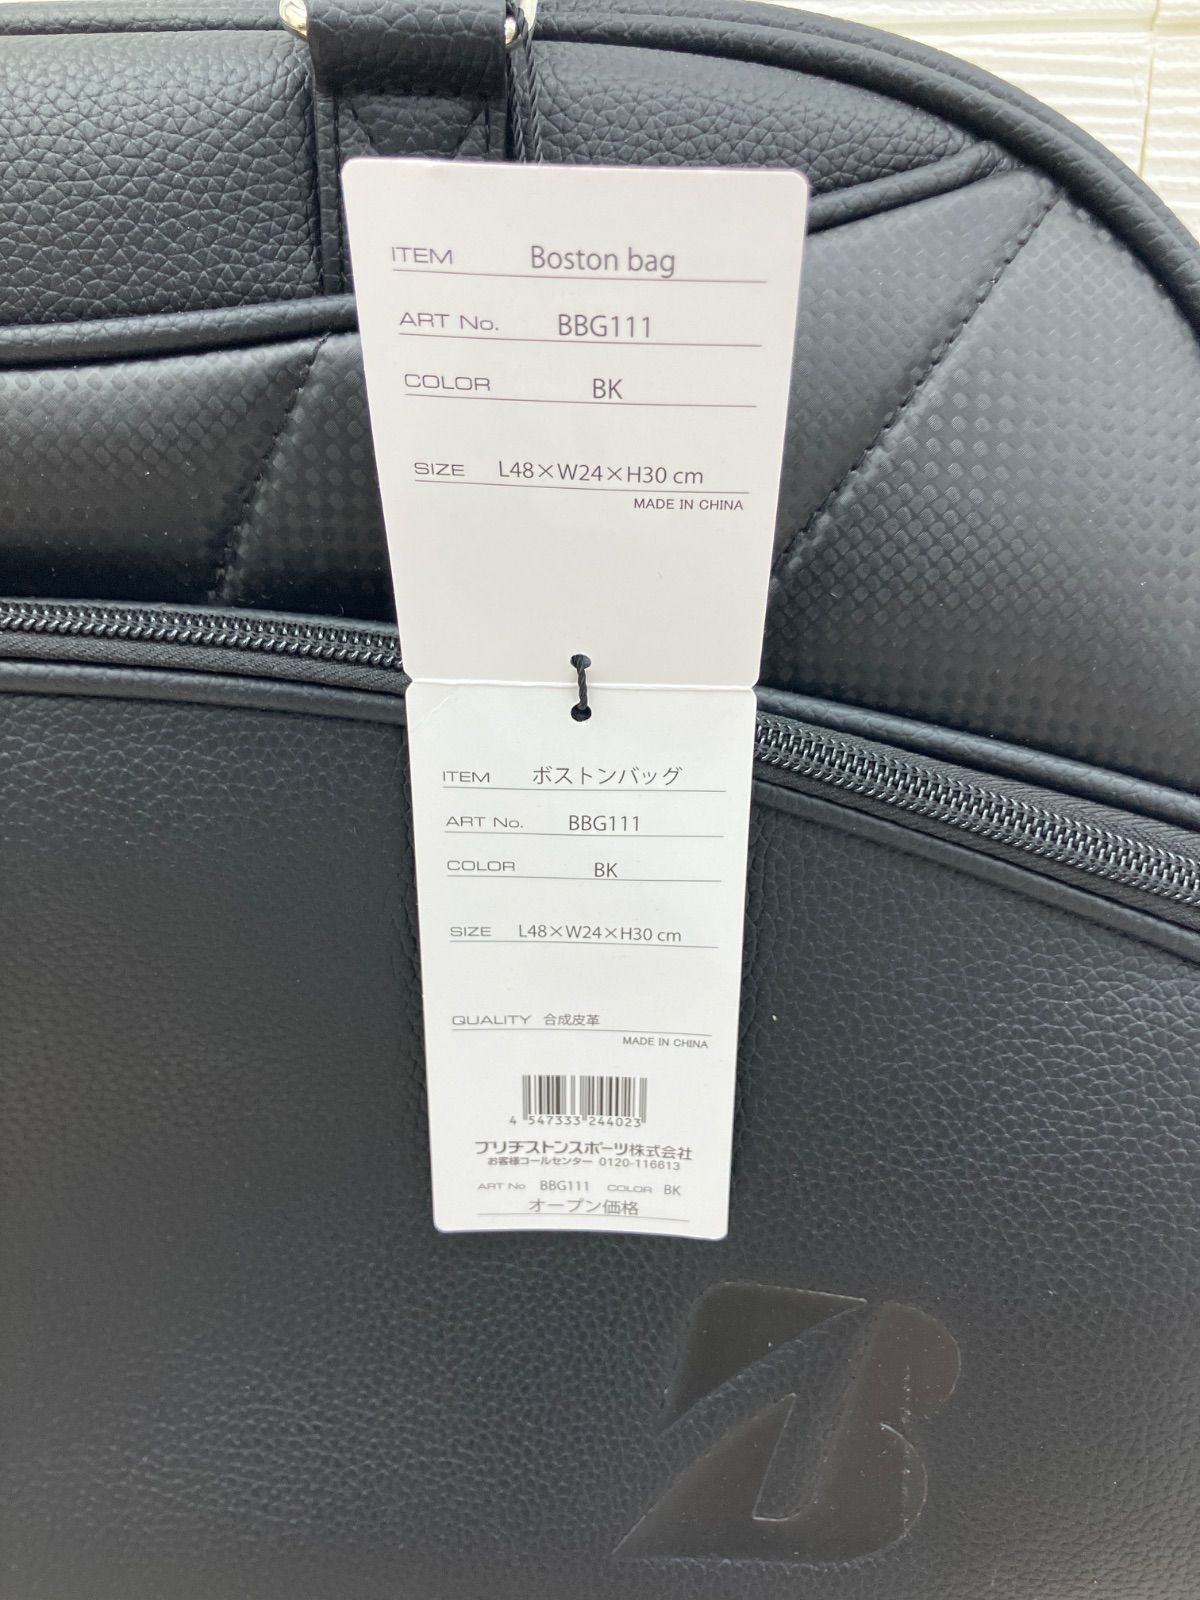 ITEM Boston bag
ART No. BBG111
COLOR BK
SIZE L48×W24×H30 cm
MADE IN CHINA
ITEM ボストンバッグ
ART No. BBG111
COLOR BK
SIZE L48×W24×H30 cm
QUALITY 合成皮革
MADE IN CHINA
4 547333 244023
ブリヂストンスポーツ株式会社
お客様コールセンター 0120-116613
ART No BBG111 COLOR BK
オープン価格
B